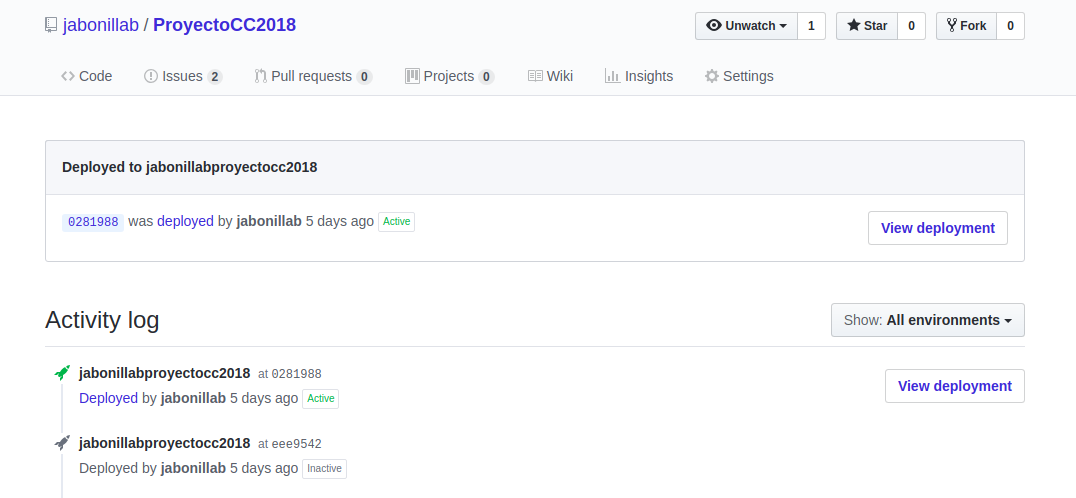 jabonillab / ProyectoCC2018
Unwatch 1 Star 0 Fork 0
Code Issues 2 Pull requests 0 Projects 0 Wiki Insights Settings
Deployed to jabonillabproyectocc2018
0281988 was deployed by jabonillab 5 days ago Active
View deployment
Activity log
Show: All environments
jabonillabproyectocc2018 at 0281988
Deployed by jabonillab 5 days ago Active
View deployment
jabonillabproyectocc2018 at eee9542
Deployed by jabonillab 5 days ago Inactive